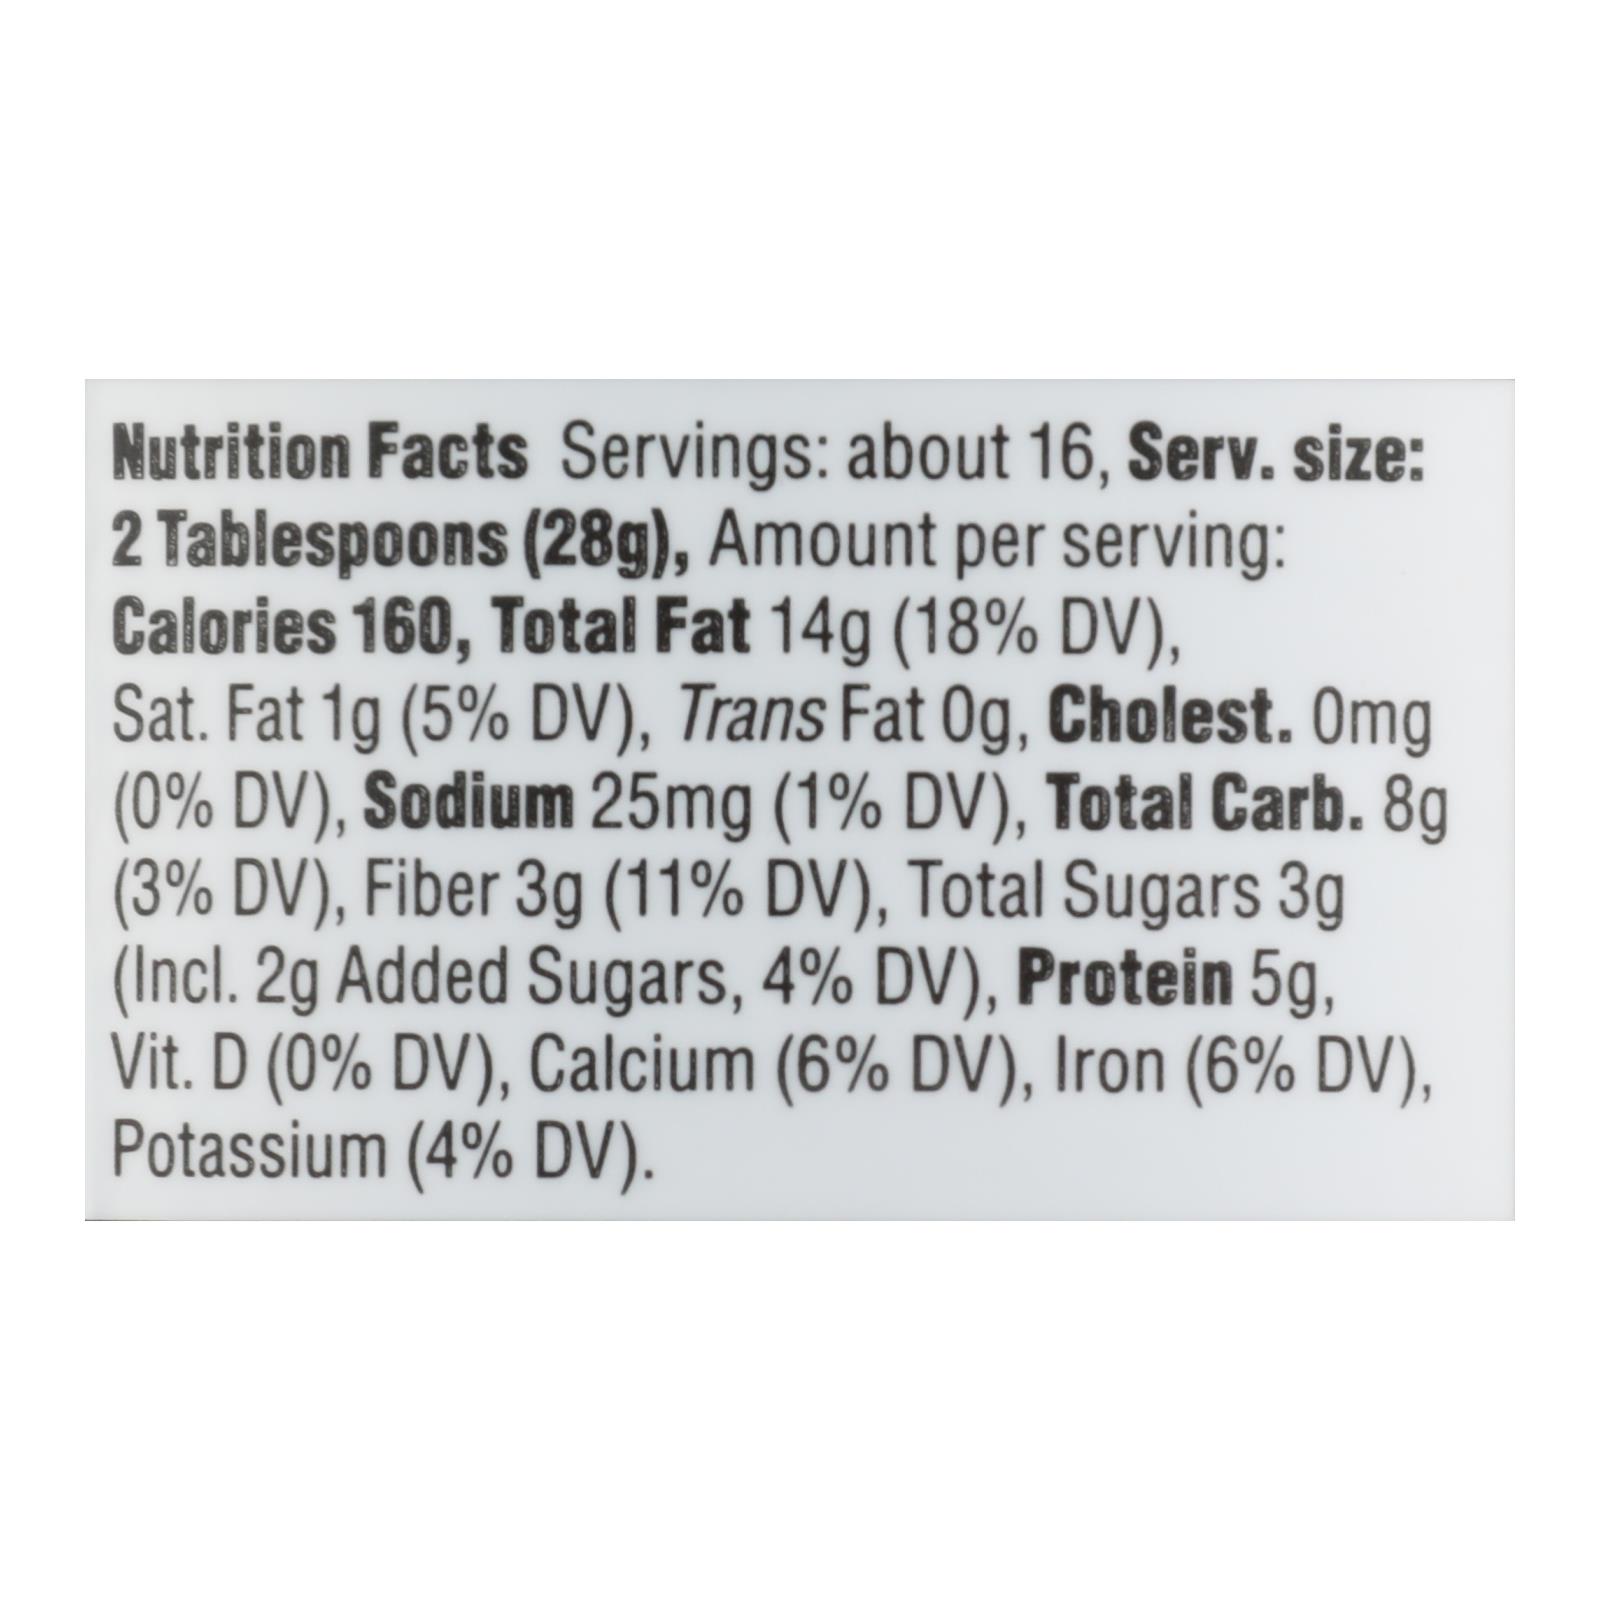 Nutrition Facts Servings: about 16, Serv. size:
2 Tablespoons (28g), Amount per serving:
Calories 160, Total Fat 14g (18% DV),
Sat. Fat 1g (5% DV), Trans Fat 0g, Cholest. 0mg
(0% DV), Sodium 25mg (1% DV), Total Carb. 8g
(3% DV), Fiber 3g (11% DV), Total Sugars 3g
(Incl. 2g Added Sugars, 4% DV), Protein 5g,
Vit. D (0% DV), Calcium (6% DV), Iron (6% DV),
Potassium (4% DV).